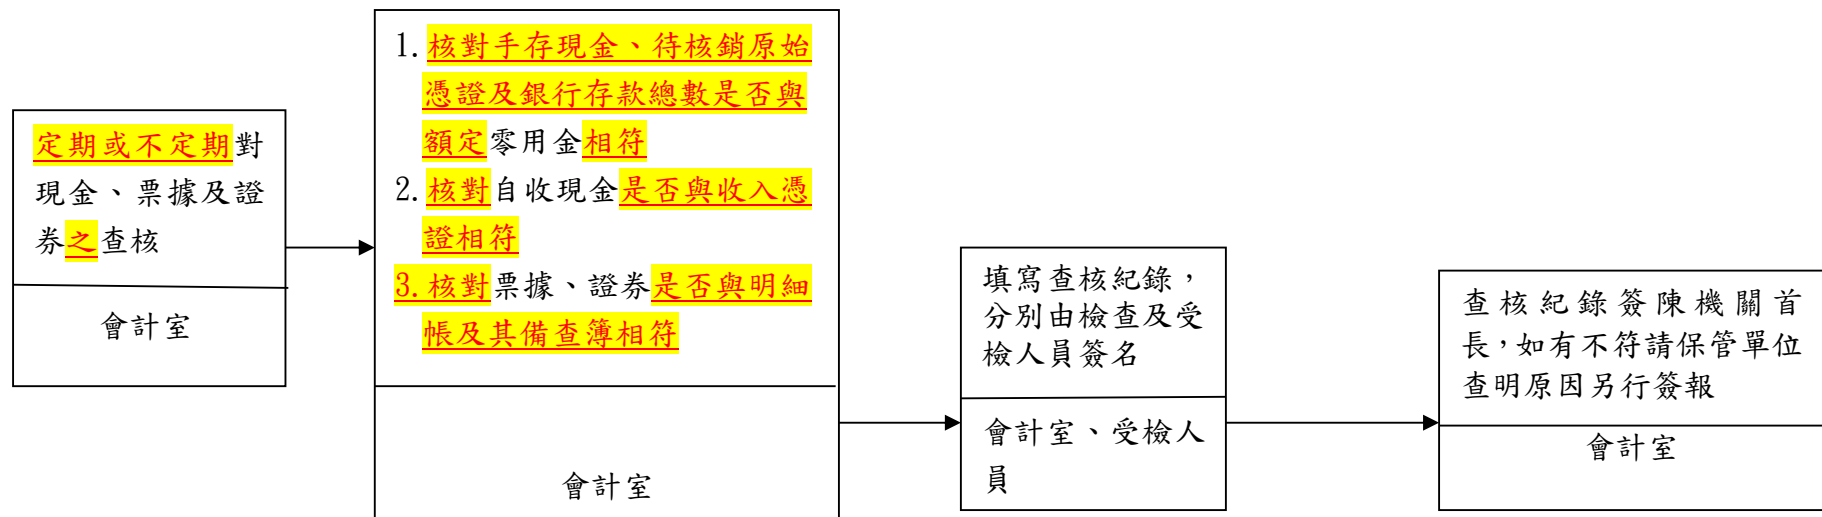 定期或不定期對
現金、票據及證
券之查核
會計室
1.核對手存現金、待核銷原始
憑證及銀行存款總數是否與
額定零用金相符
2.核對自收現金是否與收入憑
證相符
3.核對票據、證券是否與明細
帳及其備查簿相符
會計室
填寫查核紀錄，
分別由檢查及受
檢人員簽名
會計室、受檢人
員
查核紀錄簽陳機關首
長，如有不符請保管單位
查明原因另行簽報
會計室